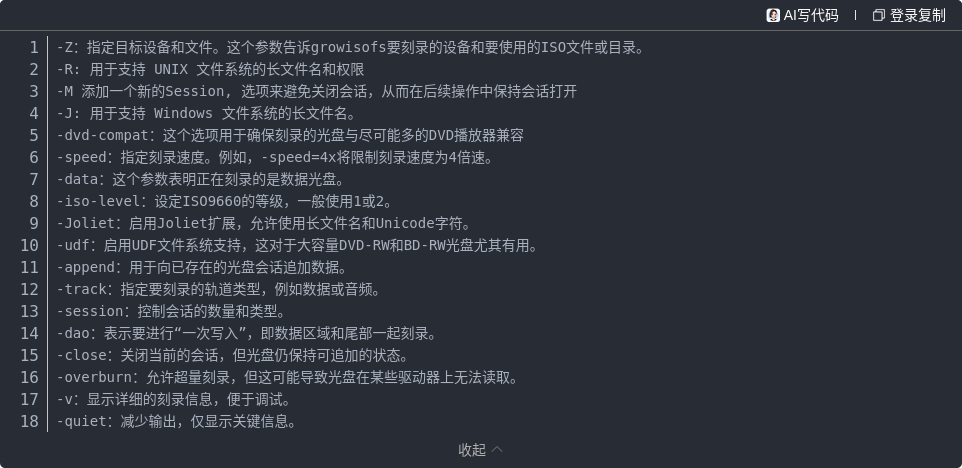 AI写代码 登录复制
1 -Z：指定目标设备和文件。这个参数告诉growisofs要刻录的设备和要使用的ISO文件或目录。
2 -R: 用于支持 UNIX 文件系统的长文件名和权限
3 -M 添加一个新的Session, 选项来避免关闭会话，从而在后续操作中保持会话打开
4 -J: 用于支持 Windows 文件系统的长文件名。
5 -dvd-compat：这个选项用于确保刻录的光盘与尽可能多的DVD播放器兼容
6 -speed：指定刻录速度。例如，-speed=4x将限制刻录速度为4倍速。
7 -data：这个参数表明正在刻录的是数据光盘。
8 -iso-level：设定ISO9660的等级，一般使用1或2。
9 -Joliet：启用Joliet扩展，允许使用长文件名和Unicode字符。
10 -udf：启用UDF文件系统支持，这对于大容量DVD-RW和BD-RW光盘尤其有用。
11 -append：用于向已存在的光盘会话追加数据。
12 -track：指定要刻录的轨道类型，例如数据或音频。
13 -session：控制会话的数量和类型。
14 -dao：表示要进行“一次写入”，即数据区域和尾部一起刻录。
15 -close：关闭当前的会话，但光盘仍保持可追加的状态。
16 -overburn：允许超量刻录，但这可能导致光盘在某些驱动器上无法读取。
17 -v：显示详细的刻录信息，便于调试。
18 -quiet：减少输出，仅显示关键信息。
收起